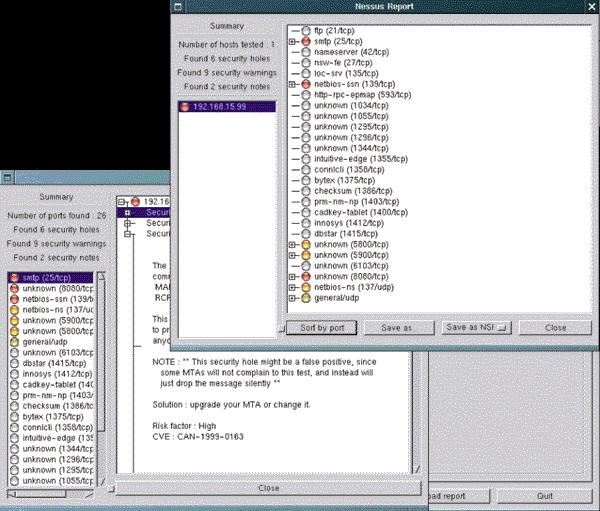 Nessus Report
Summary
Number of hosts tested : 1
Found 6 security holes
Found 9 security warnings
Found 2 security notes
192.168.15.99
ftp (21/tcp)
smtp (25/tcp)
nameserver (42/tcp)
nsw-fe (27/tcp)
loc-srv (135/tcp)
netbios-ssn (139/tcp)
http-rpc-epmap (593/tcp)
unknown (1034/tcp)
unknown (1055/tcp)
unknown (1295/tcp)
unknown (1296/tcp)
unknown (1344/tcp)
intuitive-edge (1355/tcp)
connlcli (1358/tcp)
bytex (1375/tcp)
checksum (1386/tcp)
prm-nm-np (1403/tcp)
cadkey-tablet (1400/tcp)
innosys (1412/tcp)
dbstar (1415/tcp)
unknown (5800/tcp)
unknown (5900/tcp)
unknown (6103/tcp)
unknown (8080/tcp)
netbios-ns (137/udp)
general/udp
Sort by port
Save as
Save as NSR
Close
Summary
Number of ports found : 26
Found 6 security holes
Found 9 security warnings
Found 2 security notes
smtp (25/tcp)
unknown (8080/tcp)
netbios-ssn (139/t
netbios-ns (137/ud
unknown (5900/tcp)
unknown (5800/tcp)
general/udp
unknown (6103/tcp)
dbstar (1415/tcp)
innosys (1412/tcp)
cadkey-tablet (1400
prm-nm-np (1403/
checksum (1386/tc
bytex (1375/tcp)
connlcli (1358/tcp)
intuitive-edge (135
unknown (1344/tcp)
unknown (1296/tcp)
unknown (1295/tcp)
unknown (1055/tcp)
192.16
Securi
Securi
Securi
The
comm
MAI
RCP
This
to pr
anyo
NOTE : ** This security hole might be a false positive, since
some MTAs will not complain to this test, and instead will
just drop the message silently **
Solution : upgrade your MTA or change it.
Risk factor : High
CVE : CAN-1999-0163
Close
oad report
Quit